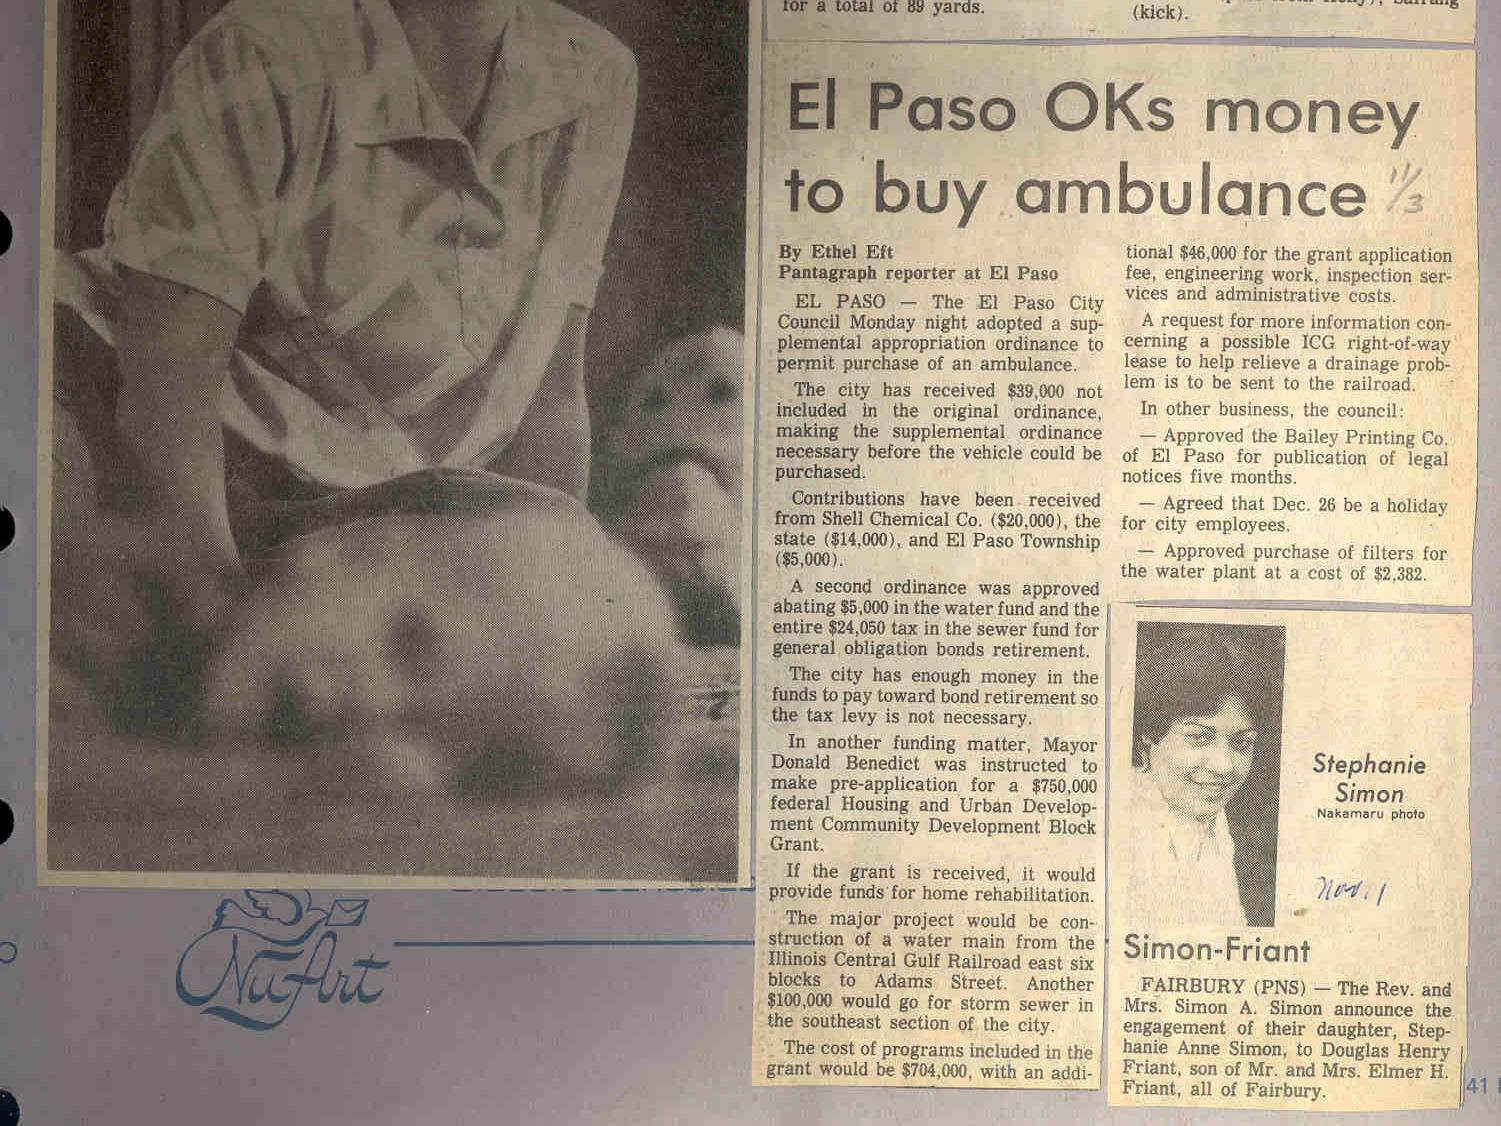 for a total of 89 yards.
(kick).
El Paso OKs money
to buy ambulance
11/3
By Ethel Eft
Pantagraph reporter at El Paso
EL PASO — The El Paso City
Council Monday night adopted a sup-
plemental appropriation ordinance to
permit purchase of an ambulance.
The city has received $39,000 not
included in the original ordinance,
making the supplemental ordinance
necessary before the vehicle could be
purchased.
Contributions have been received
from Shell Chemical Co. ($20,000), the
state ($14,000), and El Paso Township
($5,000).
A second ordinance was approved
abating $5,000 in the water fund and the
entire $24,050 tax in the sewer fund for
general obligation bonds retirement.
The city has enough money in the
funds to pay toward bond retirement so
the tax levy is not necessary.
In another funding matter, Mayor
Donald Benedict was instructed to
make pre-application for a $750,000
federal Housing and Urban Develop-
ment Community Development Block
Grant.
If the grant is received, it would
provide funds for home rehabilitation.
The major project would be con-
struction of a water main from the
Illinois Central Gulf Railroad east six
blocks to Adams Street. Another
$100,000 would go for storm sewer in
the southeast section of the city.
The cost of programs included in the
grant would be $704,000, with an addi-
tional $46,000 for the grant application
fee, engineering work, inspection ser-
vices and administrative costs.
A request for more information con-
cerning a possible ICG right-of-way
lease to help relieve a drainage prob-
lem is to be sent to the railroad.
In other business, the council:
— Approved the Bailey Printing Co.
of El Paso for publication of legal
notices five months.
— Agreed that Dec. 26 be a holiday
for city employees.
— Approved purchase of filters for
the water plant at a cost of $2,382.
Stephanie
Simon
Nakamaru photo
Nov. 1
Simon-Friant
FAIRBURY (PNS) — The Rev. and
Mrs. Simon A. Simon announce the
engagement of their daughter, Step-
hanie Anne Simon, to Douglas Henry
Friant, son of Mr. and Mrs. Elmer H.
Friant, all of Fairbury.
NuArt
41